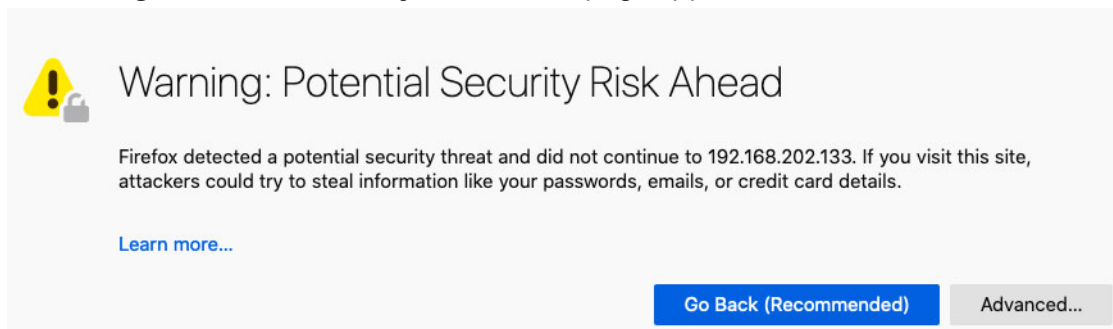 Warning: Potential Security Risk Ahead
Firefox detected a potential security threat and did not continue to 192.168.202.133. If you visit this site,
attackers could try to steal information like your passwords, emails, or credit card details.
Learn more...
Go Back (Recommended)
Advanced...